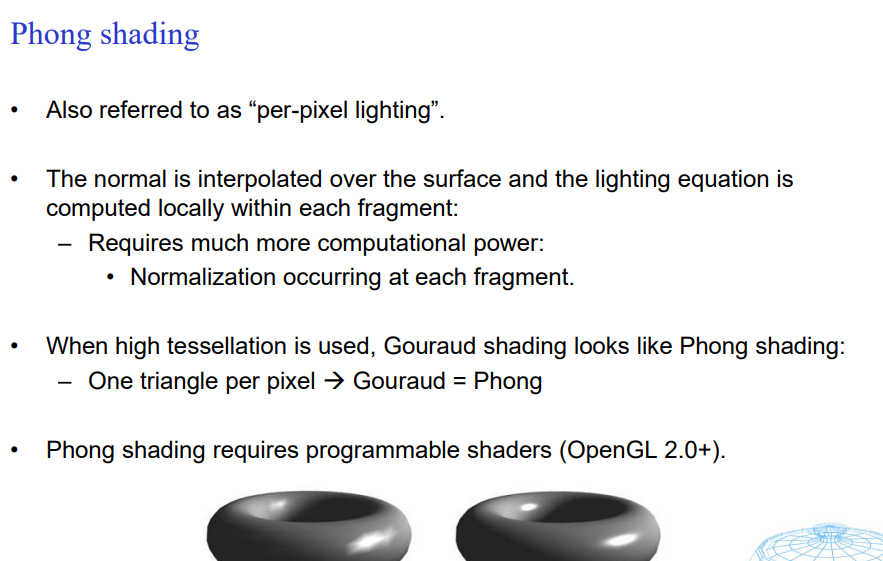 Phong shading
• Also referred to as “per-pixel lighting”.
• The normal is interpolated over the surface and the lighting equation is
computed locally within each fragment:
– Requires much more computational power:
• Normalization occurring at each fragment.
• When high tessellation is used, Gouraud shading looks like Phong shading:
– One triangle per pixel → Gouraud = Phong
• Phong shading requires programmable shaders (OpenGL 2.0+).